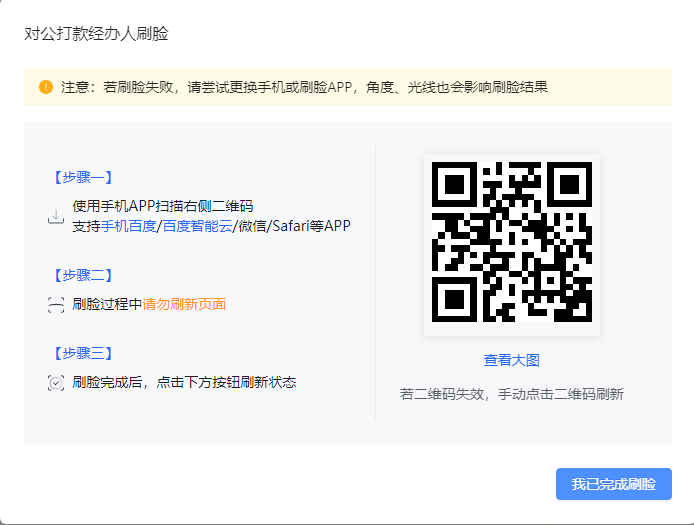 对公打款经办人刷脸
注意：若刷脸失败，请尝试更换手机或刷脸APP，角度、光线也会影响刷脸结果
【步骤一】
使用手机APP扫描右侧二维码
支持手机百度/百度智能云/微信/Safari等APP
【步骤二】
刷脸过程中请勿刷新页面
【步骤三】
刷脸完成后，点击下方按钮刷新状态
查看大图
若二维码失效，手动点击二维码刷新
我已完成刷脸